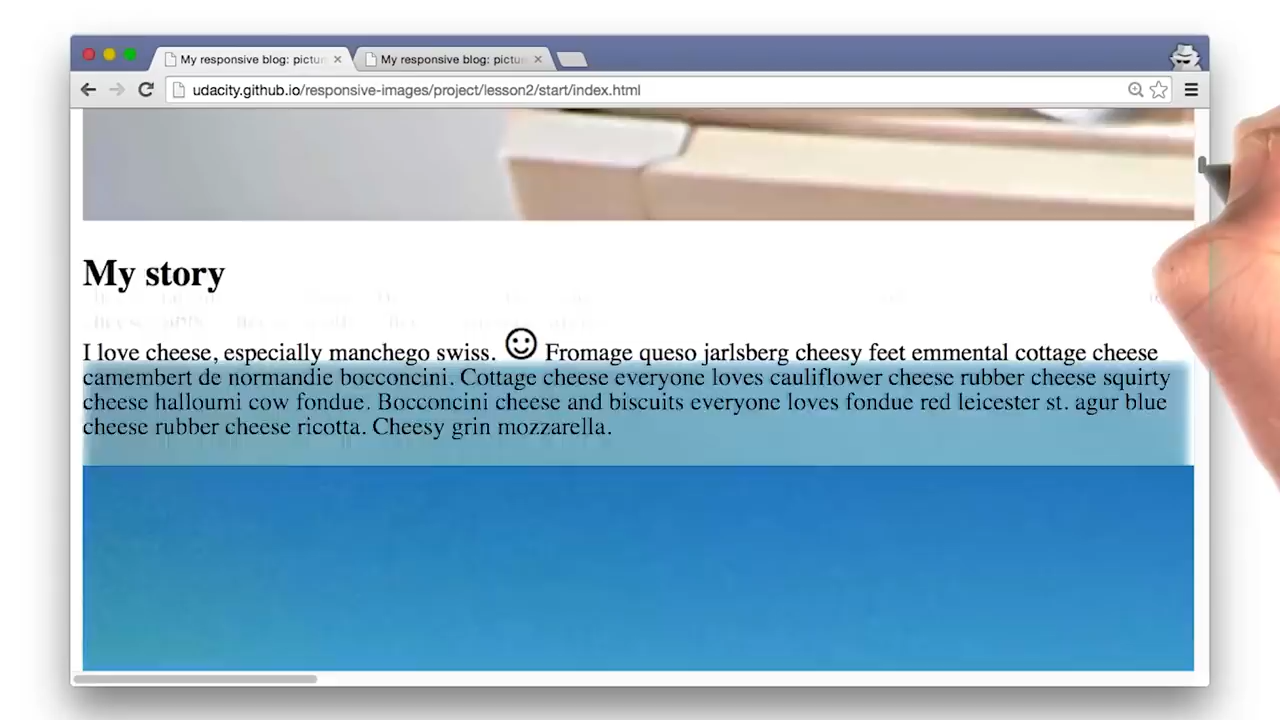 My responsive blog: pictur
My responsive blog: pictur
udacity.github.io/responsive-images/project/lesson2/start/index.html
My story
I love cheese, especially manchego swiss. ☺ Fromage queso jarlsberg cheesy feet emmental cottage cheese
camembert de normandie bocconcini. Cottage cheese everyone loves cauliflower cheese rubber cheese squirty
cheese halloumi cow fondue. Bocconcini cheese and biscuits everyone loves fondue red leicester st. agur blue
cheese rubber cheese ricotta. Cheesy grin mozzarella.